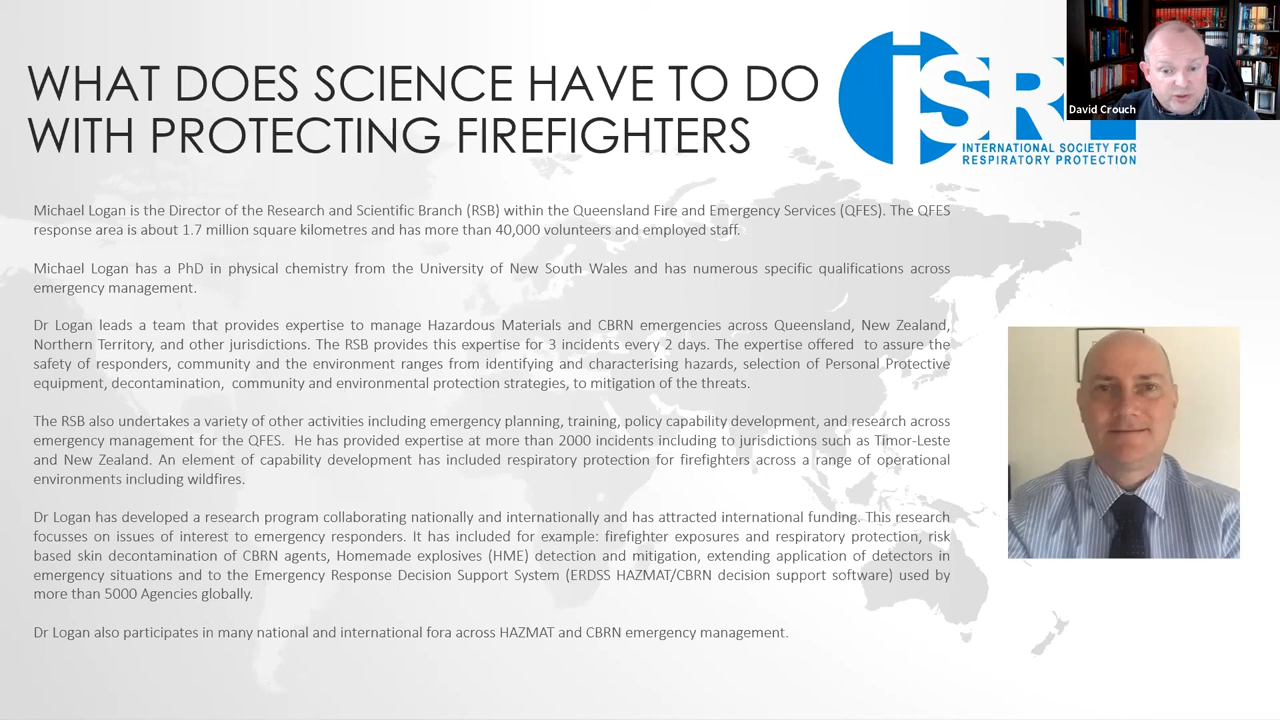 WHAT DOES SCIENCE HAVE TO DO
WITH PROTECTING FIREFIGHTERS
iSR
INTERNATIONAL SOCIETY FOR
RESPIRATORY PROTECTION
David Crouch
Michael Logan is the Director of the Research and Scientific Branch (RSB) within the Queensland Fire and Emergency Services (QFES). The QFES
response area is about 1.7 million square kilometres and has more than 40,000 volunteers and employed staff.
Michael Logan has a PhD in physical chemistry from the University of New South Wales and has numerous specific qualifications across
emergency management.
Dr Logan leads a team that provides expertise to manage Hazardous Materials and CBRN emergencies across Queensland, New Zealand,
Northern Territory, and other jurisdictions. The RSB provides this expertise for 3 incidents every 2 days. The expertise offered to assure the
safety of responders, community and the environment ranges from identifying and characterising hazards, selection of Personal Protective
equipment, decontamination, community and environmental protection strategies, to mitigation of the threats.
The RSB also undertakes a variety of other activities including emergency planning, training, policy capability development, and research across
emergency management for the QFES. He has provided expertise at more than 2000 incidents including to jurisdictions such as Timor-Leste
and New Zealand. An element of capability development has included respiratory protection for firefighters across a range of operational
environments including wildfires.
Dr Logan has developed a research program collaborating nationally and internationally and has attracted international funding. This research
focusses on issues of interest to emergency responders. It has included for example: firefighter exposures and respiratory protection, risk
based skin decontamination of CBRN agents, Homemade explosives (HME) detection and mitigation, extending application of detectors in
emergency situations and to the Emergency Response Decision Support System (ERDSS HAZMAT/CBRN decision support software) used by
more than 5000 Agencies globally.
Dr Logan also participates in many national and international fora across HAZMAT and CBRN emergency management.